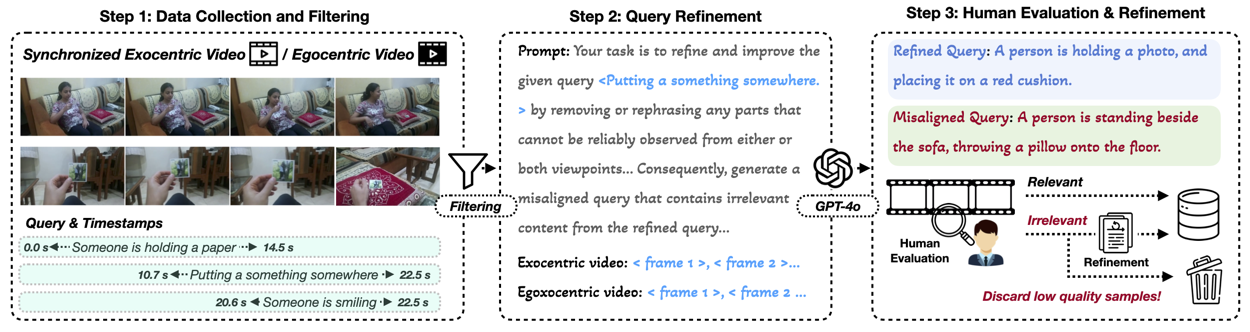 Step 1: Data Collection and Filtering
Synchronized Exocentric Video / Egocentric Video
Query & Timestamps
0.0 s Someone is holding a paper 14.5 s
10.7 s Putting a something somewhere 22.5 s
20.6 s Someone is smiling 22.5 s
Filtering
Step 2: Query Refinement
Prompt: Your task is to refine and improve the
given query <Putting a something somewhere.
> by removing or rephrasing any parts that
cannot be reliably observed from either or
both viewpoints... Consequently, generate a
misaligned query that contains irrelevant
content from the refined query...
Exocentric video: < frame 1 >, < frame 2 >...
Egoxocentric video: < frame 1 >, < frame 2 ...
GPT-4o
Step 3: Human Evaluation & Refinement
Refined Query: A person is holding a photo, and
placing it on a red cushion.
Misaligned Query: A person is standing beside
the sofa, throwing a pillow onto the floor.
Human
Evaluation
Relevant
Irrelevant
Refinement
Discard low quality samples!